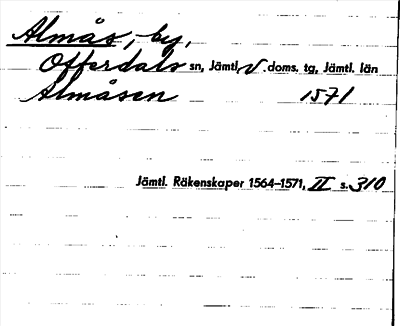 Almås, by,
Offerdals sn, Jämtl. V. doms. tg, Jämtl. län
Almåsen 1571
Jämtl. Räkenskaper 1564–1571, II s. 310